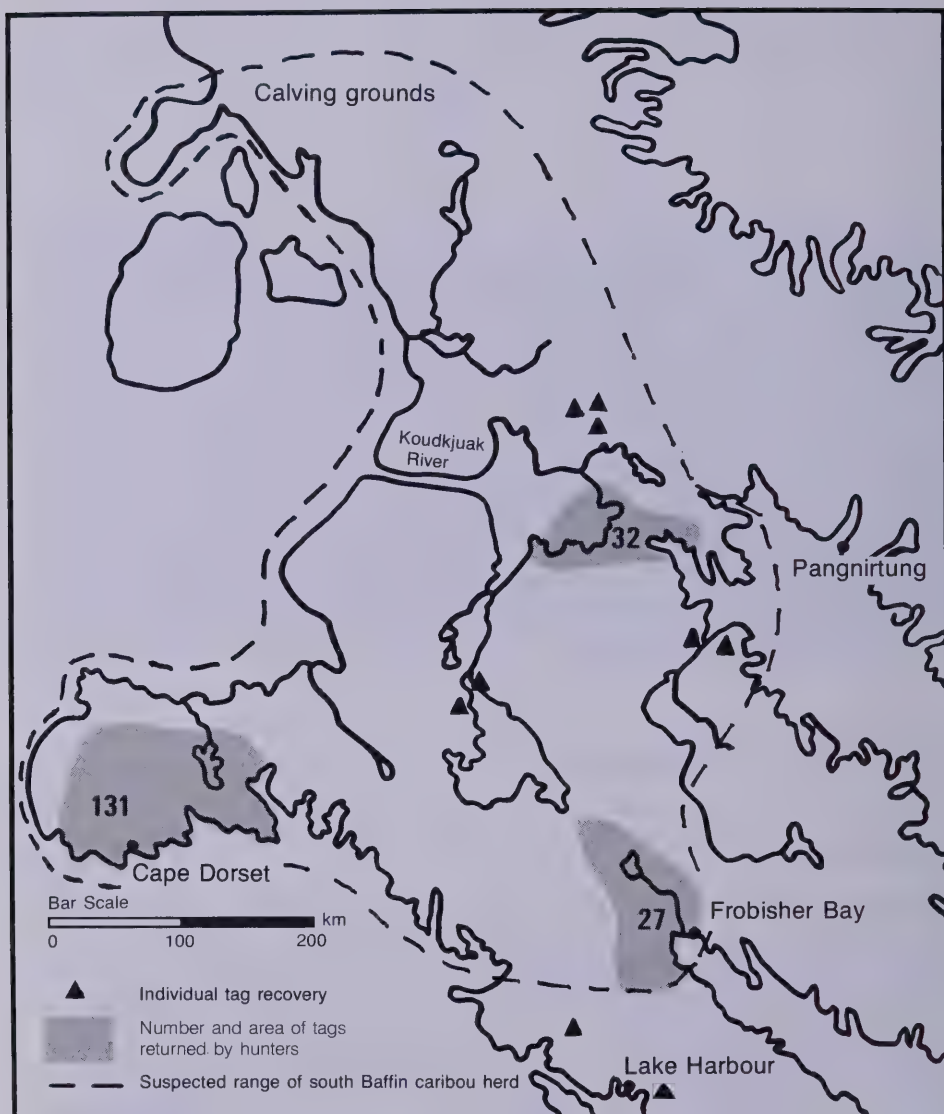 Calving grounds
Koudkjuak
River
32
Pangnirtung
131
Cape Dorset
Bar Scale
km
0 100 200
27
Frobisher Bay
Individual tag recovery
Number and area of tags
returned by hunters
Suspected range of south Baffin caribou herd
Lake Harbour